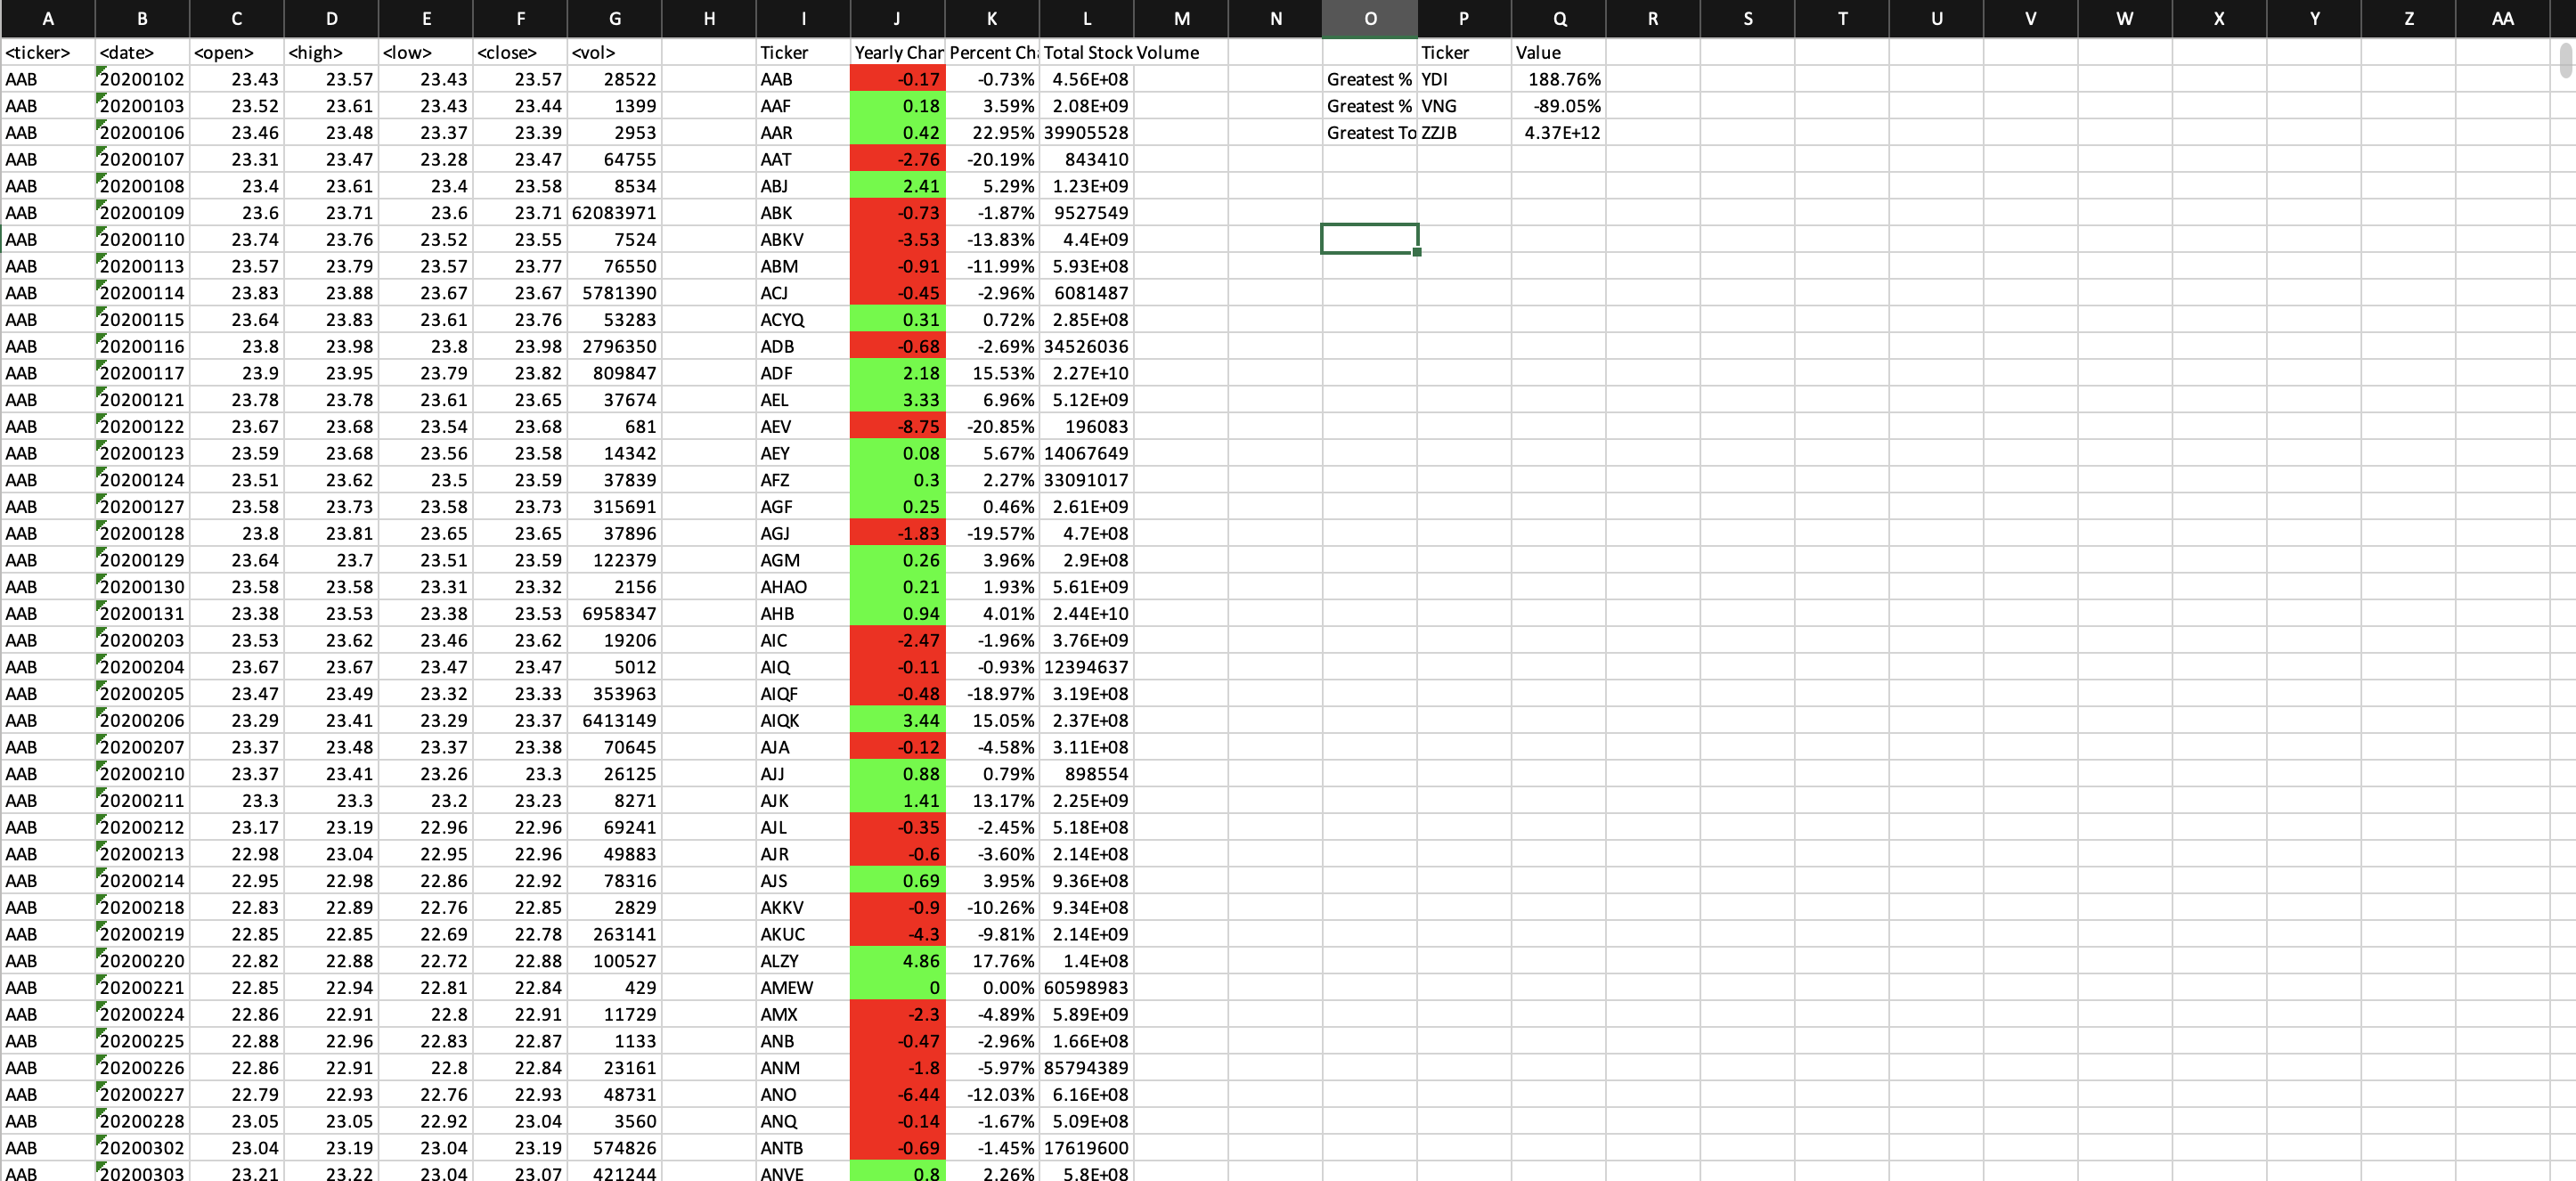 A B C D E F G H I J K L M N O P Q R S T U V W X Y Z AA
<ticker> <date> <open> <high> <low> <close> <vol> Ticker Yearly Char Percent Cha Total Stock Volume Ticker Value
AAB 20200102 23.43 23.57 23.43 23.57 28522 AAB -0.17 -0.73% 4.56E+08 Greatest % YDI 188.76%
AAB 20200103 23.52 23.61 23.43 23.44 1399 AAF 0.18 3.59% 2.08E+09 Greatest % VNG -89.05%
AAB 20200106 23.46 23.48 23.37 23.39 2953 AAR 0.42 22.95% 39905528 Greatest To ZZJB 4.37E+12
AAB 20200107 23.31 23.47 23.28 23.47 64755 AAT -2.76 -20.19% 843410
AAB 20200108 23.4 23.61 23.4 23.58 8534 ABJ 2.41 5.29% 1.23E+09
AAB 20200109 23.6 23.71 23.6 23.71 62083971 ABK -0.73 -1.87% 9527549
AAB 20200110 23.74 23.76 23.52 23.55 7524 ABKV -3.53 -13.83% 4.4E+09
AAB 20200113 23.57 23.79 23.57 23.77 76550 ABM -0.91 -11.99% 5.93E+08
AAB 20200114 23.83 23.88 23.67 23.67 5781390 ACJ -0.45 -2.96% 6081487
AAB 20200115 23.64 23.83 23.61 23.76 53283 ACYQ 0.31 0.72% 2.85E+08
AAB 20200116 23.8 23.98 23.8 23.98 2796350 ADB -0.68 -2.69% 34526036
AAB 20200117 23.9 23.95 23.79 23.82 809847 ADF 2.18 15.53% 2.27E+10
AAB 20200121 23.78 23.78 23.61 23.65 37674 AEL 3.33 6.96% 5.12E+09
AAB 20200122 23.67 23.68 23.54 23.68 681 AEV -8.75 -20.85% 196083
AAB 20200123 23.59 23.68 23.56 23.58 14342 AEY 0.08 5.67% 14067649
AAB 20200124 23.51 23.62 23.5 23.59 37839 AFZ 0.3 2.27% 33091017
AAB 20200127 23.58 23.73 23.58 23.73 315691 AGF 0.25 0.46% 2.61E+09
AAB 20200128 23.8 23.81 23.65 23.65 37896 AGJ -1.83 -19.57% 4.7E+08
AAB 20200129 23.64 23.7 23.51 23.59 122379 AGM 0.26 3.96% 2.9E+08
AAB 20200130 23.58 23.58 23.31 23.32 2156 AHAO 0.21 1.93% 5.61E+09
AAB 20200131 23.38 23.53 23.38 23.53 6958347 AHB 0.94 4.01% 2.44E+10
AAB 20200203 23.53 23.62 23.46 23.62 19206 AIC -2.47 -1.96% 3.76E+09
AAB 20200204 23.67 23.67 23.47 23.47 5012 AIQ -0.11 -0.93% 12394637
AAB 20200205 23.47 23.49 23.32 23.33 353963 AIQF -0.48 -18.97% 3.19E+08
AAB 20200206 23.29 23.41 23.29 23.37 6413149 AIQK 3.44 15.05% 2.37E+08
AAB 20200207 23.37 23.48 23.37 23.38 70645 AJA -0.12 -4.58% 3.11E+08
AAB 20200210 23.37 23.41 23.26 23.3 26125 AJJ 0.88 0.79% 898554
AAB 20200211 23.3 23.3 23.2 23.23 8271 AJK 1.41 13.17% 2.25E+09
AAB 20200212 23.17 23.19 22.96 22.96 69241 AJL -0.35 -2.45% 5.18E+08
AAB 20200213 22.98 23.04 22.95 22.96 49883 AJR -0.6 -3.60% 2.14E+08
AAB 20200214 22.95 22.98 22.86 22.92 78316 AJS 0.69 3.95% 9.36E+08
AAB 20200218 22.83 22.89 22.76 22.85 2829 AKKV -0.9 -10.26% 9.34E+08
AAB 20200219 22.85 22.85 22.69 22.78 263141 AKUC -4.3 -9.81% 2.14E+09
AAB 20200220 22.82 22.88 22.72 22.88 100527 ALZY 4.86 17.76% 1.4E+08
AAB 20200221 22.85 22.94 22.81 22.84 429 AMEW 0 0.00% 60598983
AAB 20200224 22.86 22.91 22.8 22.91 11729 AMX -2.3 -4.89% 5.89E+09
AAB 20200225 22.88 22.96 22.83 22.87 1133 ANB -0.47 -2.96% 1.66E+08
AAB 20200226 22.86 22.91 22.8 22.84 23161 ANM -1.8 -5.97% 85794389
AAB 20200227 22.79 22.93 22.76 22.93 48731 ANO -6.44 -12.03% 6.16E+08
AAB 20200228 23.05 23.05 22.92 23.04 3560 ANQ -0.14 -1.67% 5.09E+08
AAB 20200302 23.04 23.19 23.04 23.19 574826 ANTB -0.69 -1.45% 17619600
AAB 20200303 23.21 23.22 23.04 23.07 421244 ANVE 0.8 2.26% 5.8E+08